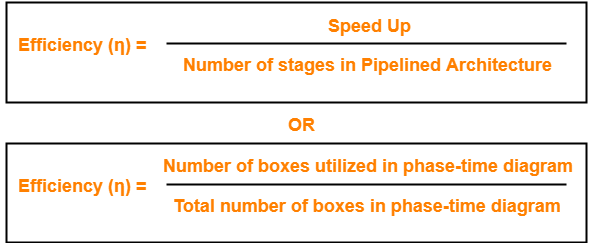 Speed Up
Efficiency (η) =
Number of stages in Pipelined Architecture
OR
Number of boxes utilized in phase-time diagram
Efficiency (η) =
Total number of boxes in phase-time diagram